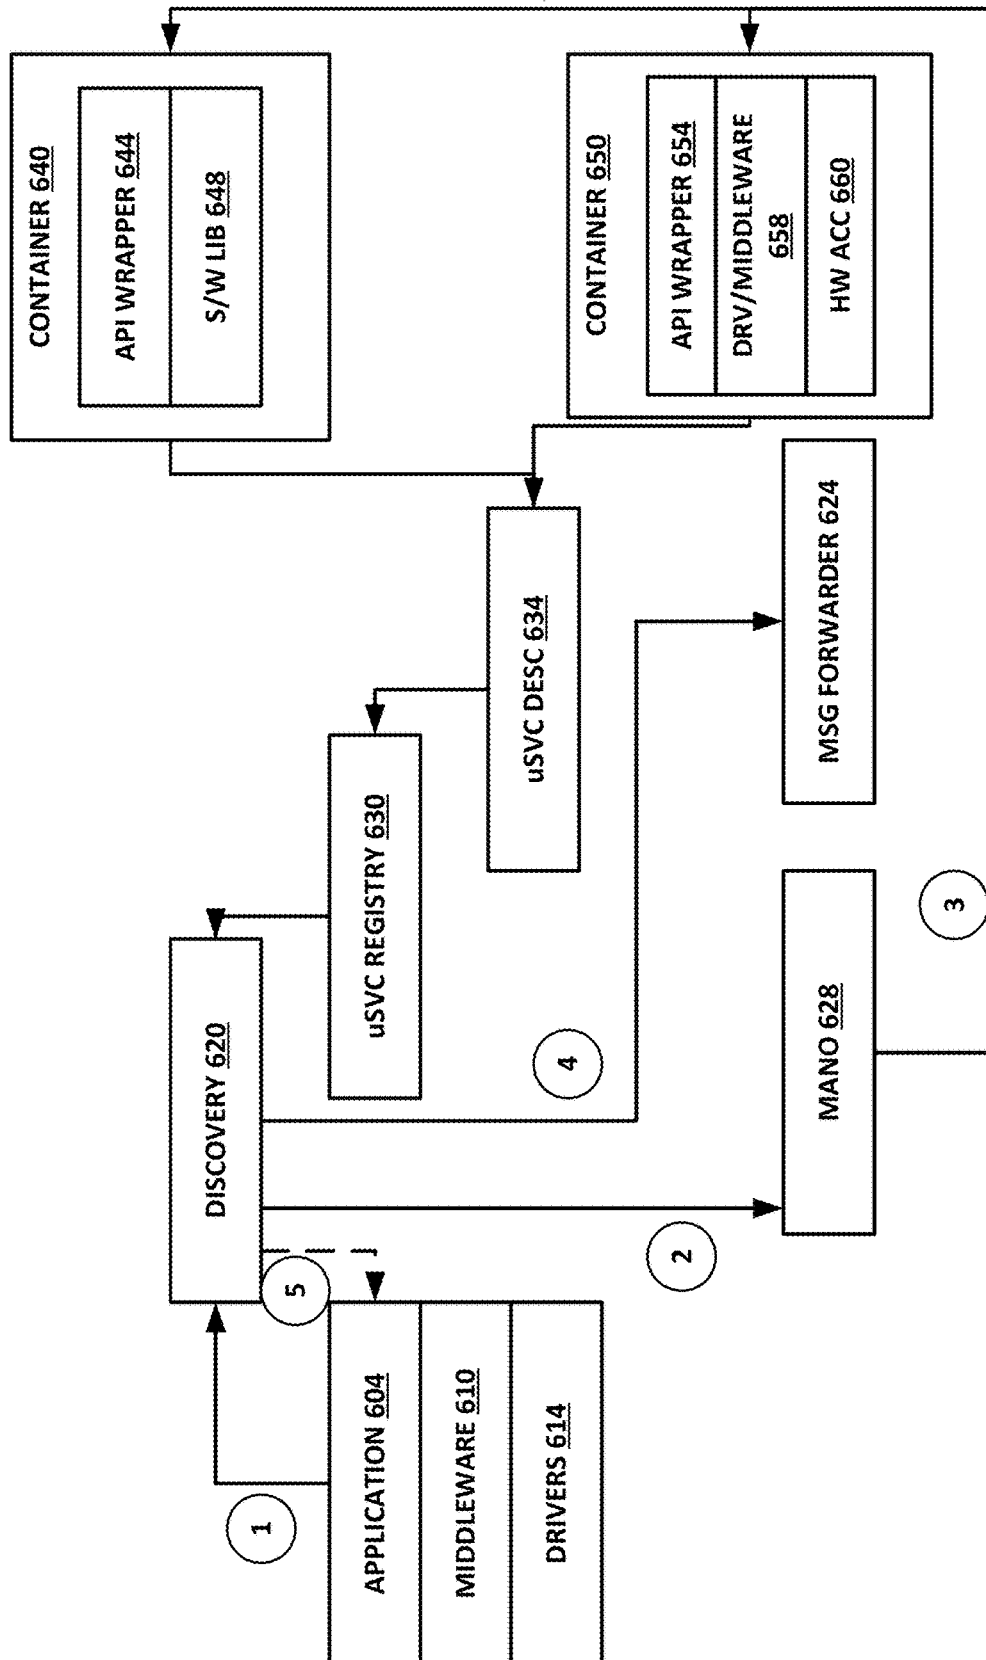 1
APPLICATION 604
MIDDLEWARE 610
DRIVERS 614
5
DISCOVERY 620
2
4
uSVC REGISTRY 630
uSVC DESC 634
MANO 628
3
MSG FORWARDER 624
CONTAINER 640
API WRAPPER 644
S/W LIB 648
CONTAINER 650
API WRAPPER 654
DRV/MIDDLEWARE
658
HW ACC 660